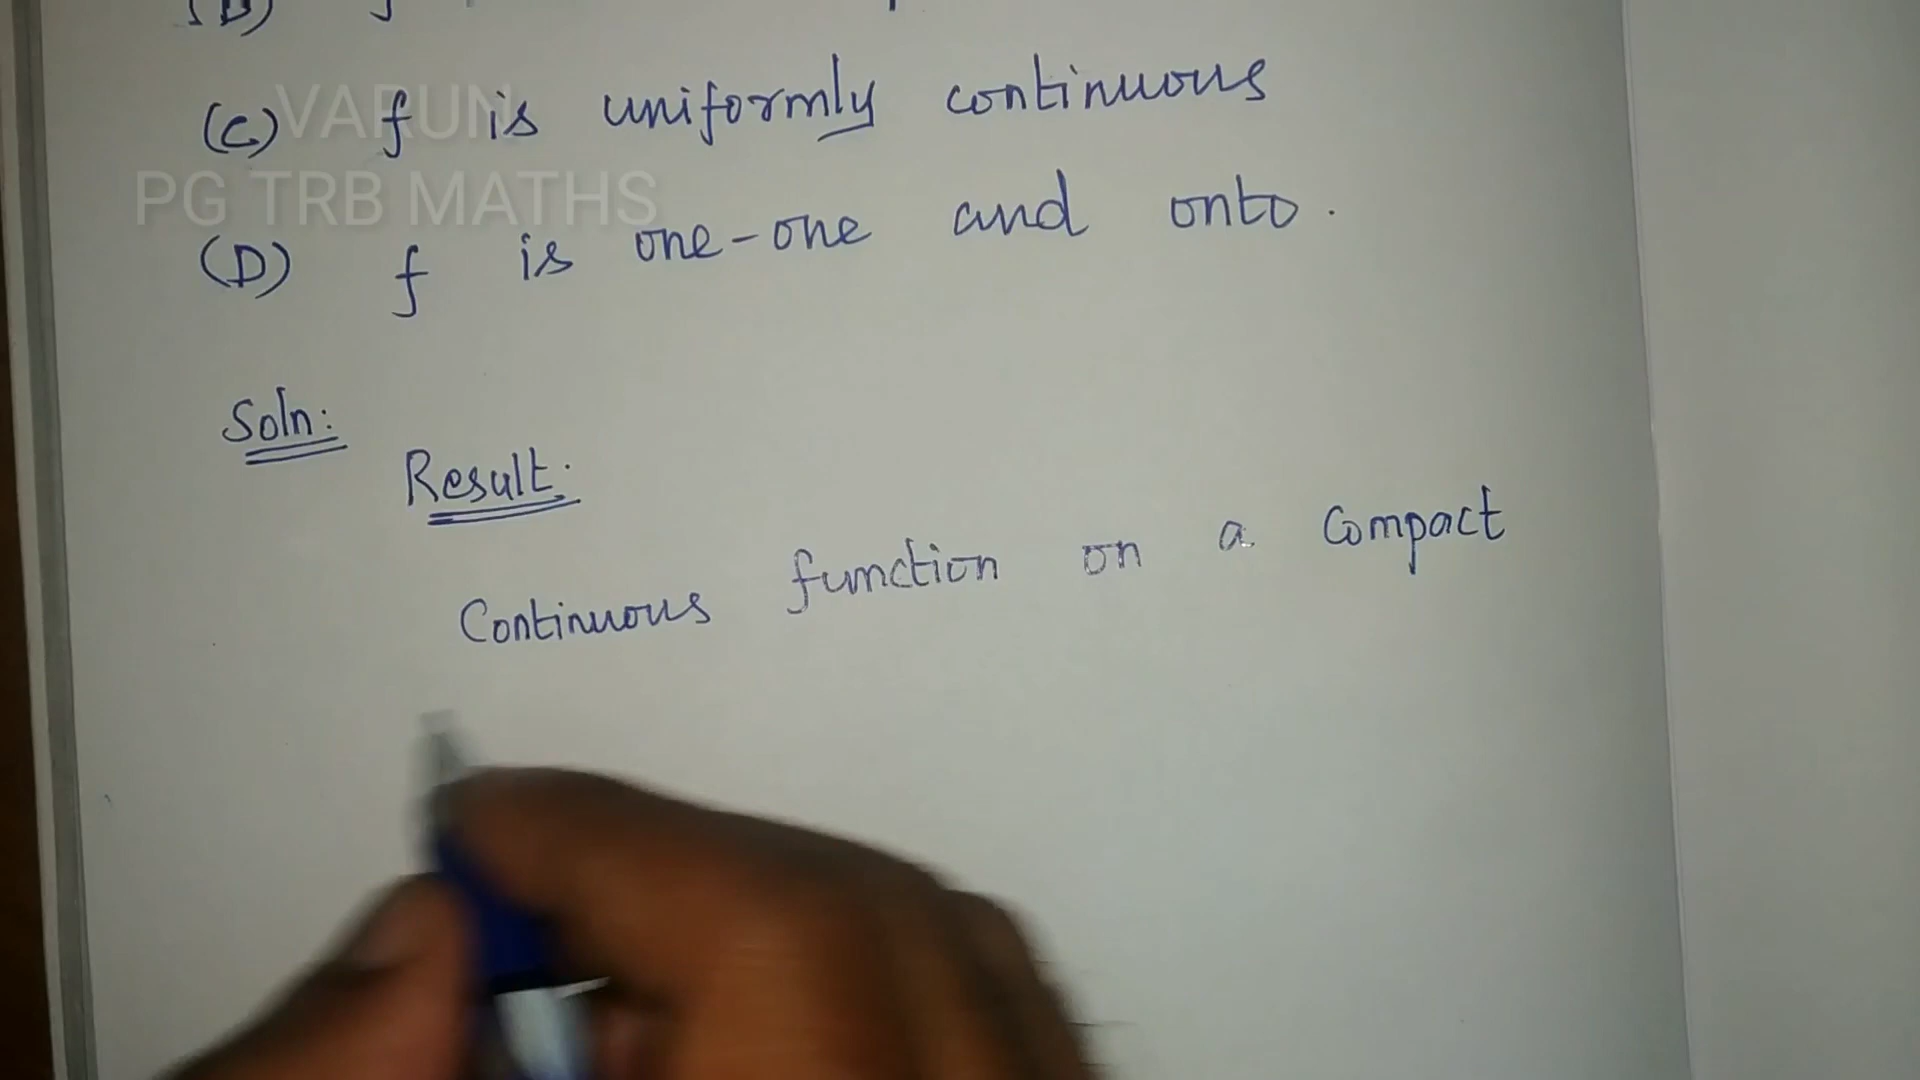 (C) f is uniformly continuous
(D) f is one-one and onto.
Soln:
Result:
Continuous function on a Compact
VARUN
PG TRB MATHS